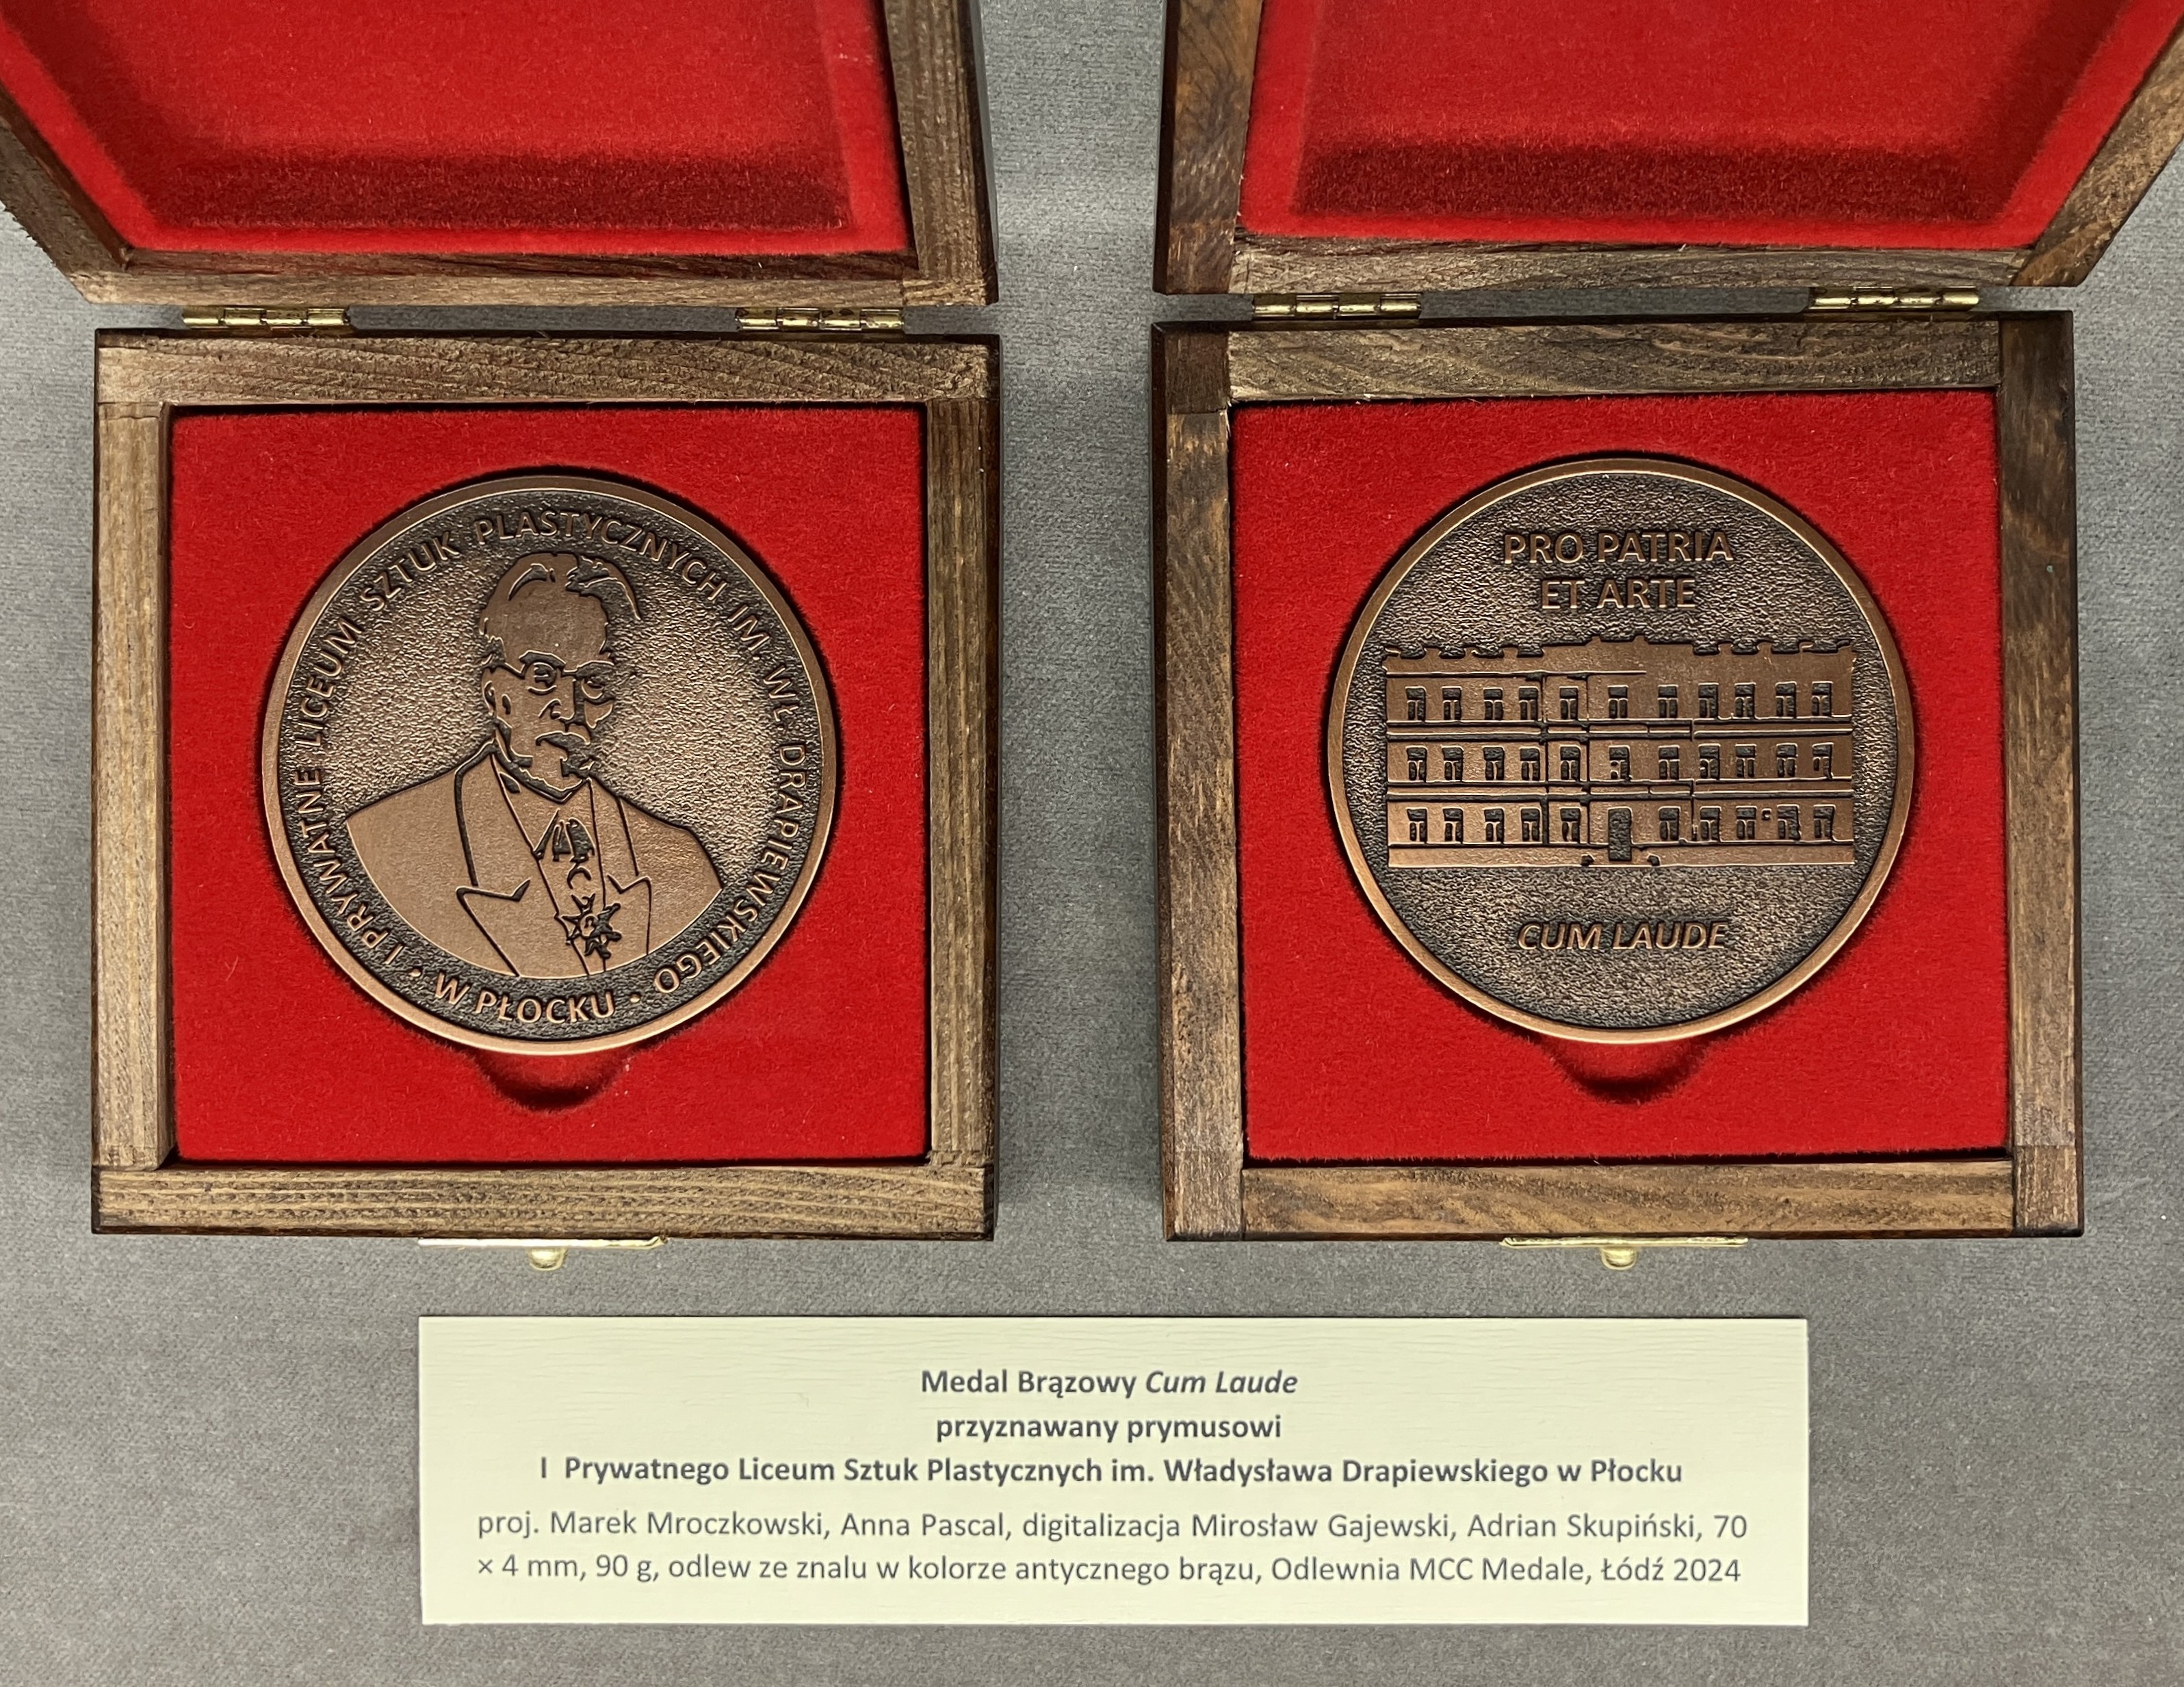 I PRYWATNE LICEUM SZTUK PLASTYCZNYCH IM. WŁ. DRAPIEWSKIEGO
• W PŁOCKU •
PRO PATRIA
ET ARTE
CUM LAUDE
Medal Brązowy Cum Laude
przyznawany prymusowi
I Prywatnego Liceum Sztuk Plastycznych im. Władysława Drapiewskiego w Płocku
proj. Marek Mroczkowski, Anna Pascal, digitalizacja Mirosław Gajewski, Adrian Skupiński, 70
× 4 mm, 90 g, odlew ze znalu w kolorze antycznego brązu, Odlewnia MCC Medale, Łódź 2024